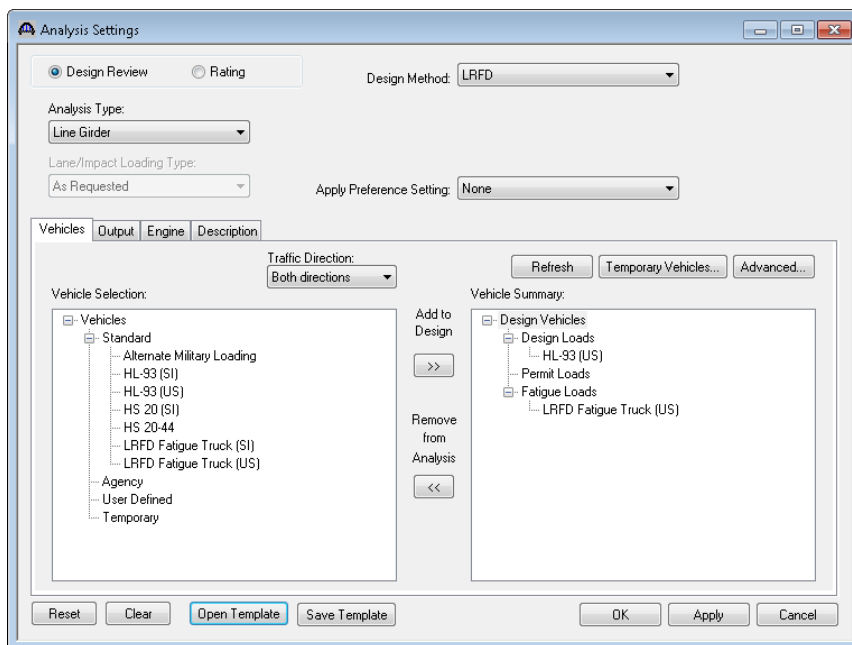 Analysis Settings
Design Review Rating Design Method: LRFD
Analysis Type:
Line Girder
Lane/Impact Loading Type:
As Requested Apply Preference Setting: None
Vehicles Output Engine Description
Traffic Direction:
Both directions Refresh Temporary Vehicles... Advanced...
Vehicle Selection:
Vehicles
Standard
Alternate Military Loading
HL-93 (SI)
HL-93 (US)
HS 20 (SI)
HS 20-44
LRFD Fatigue Truck (SI)
LRFD Fatigue Truck (US)
Agency
User Defined
Temporary
Add to
Design
>>
Remove
from
Analysis
<<
Vehicle Summary:
Design Vehicles
Design Loads
HL-93 (US)
Permit Loads
Fatigue Loads
LRFD Fatigue Truck (US)
Reset Clear Open Template Save Template OK Apply Cancel